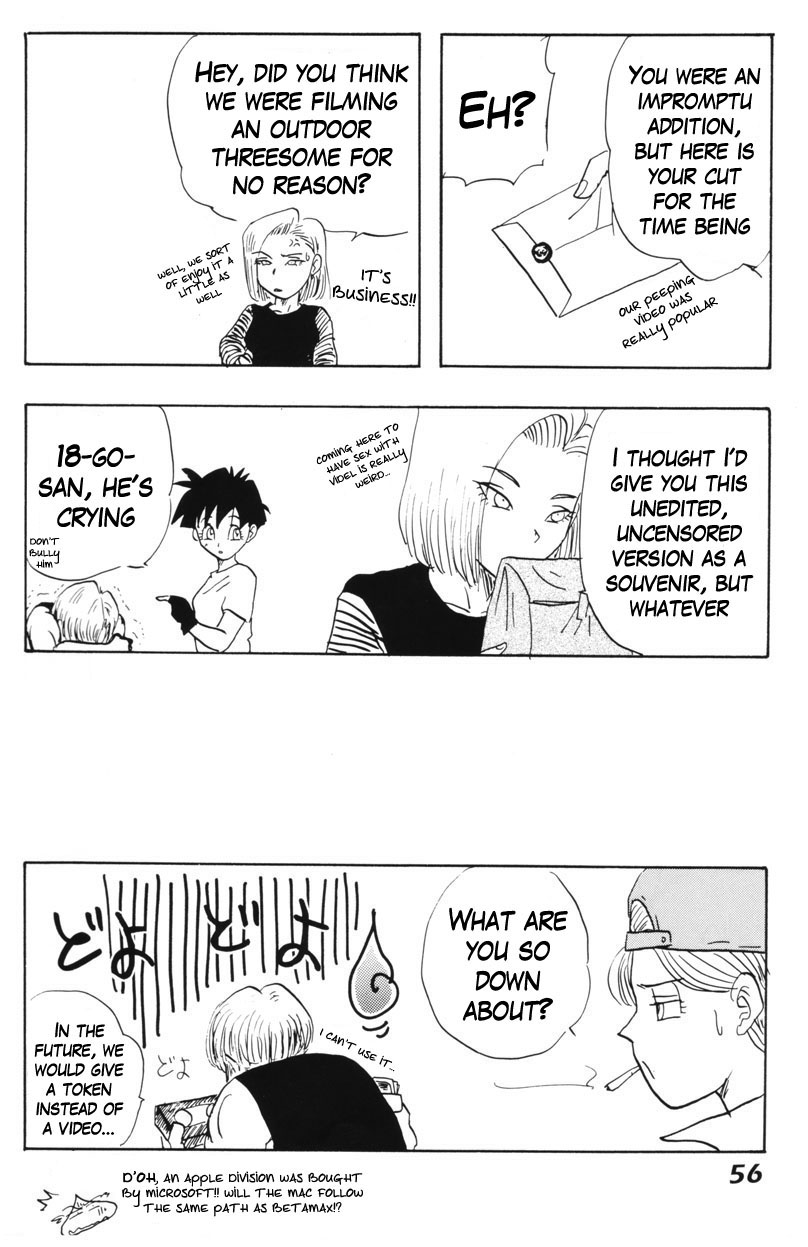 YOU WERE AN
IMPROMPTU
ADDITION,
BUT HERE IS
YOUR CUT
FOR THE
TIME BEING
EH?
OUR PEEPING
VIDEO WAS
REALLY POPULAR
HEY, DID YOU THINK
WE WERE FILMING
AN OUTDOOR
THREESOME FOR
NO REASON?
IT'S
BUSINESS!!
WELL, WE SORT
OF ENJOY IT A
LITTLE AS
WELL
I THOUGHT I'D
GIVE YOU THIS
UNEDITED,
UNCENSORED
VERSION AS A
SOUVENIR, BUT
WHATEVER
COMING HERE TO
HAVE SEX WITH
VIDEL IS REALLY
WEIRD...
18-GO-
SAN, HE'S
CRYING
DON'T
BULLY
HIM
WHAT ARE
YOU SO
DOWN
ABOUT?
どよどよ
I CAN'T USE IT...
どよ
IN THE
FUTURE, WE
WOULD GIVE
A TOKEN
INSTEAD OF
A VIDEO...
56
D'OH, AN APPLE DIVISION WAS BOUGHT
BY MICROSOFT!! WILL THE MAC FOLLOW
THE SAME PATH AS BETAMAX!?